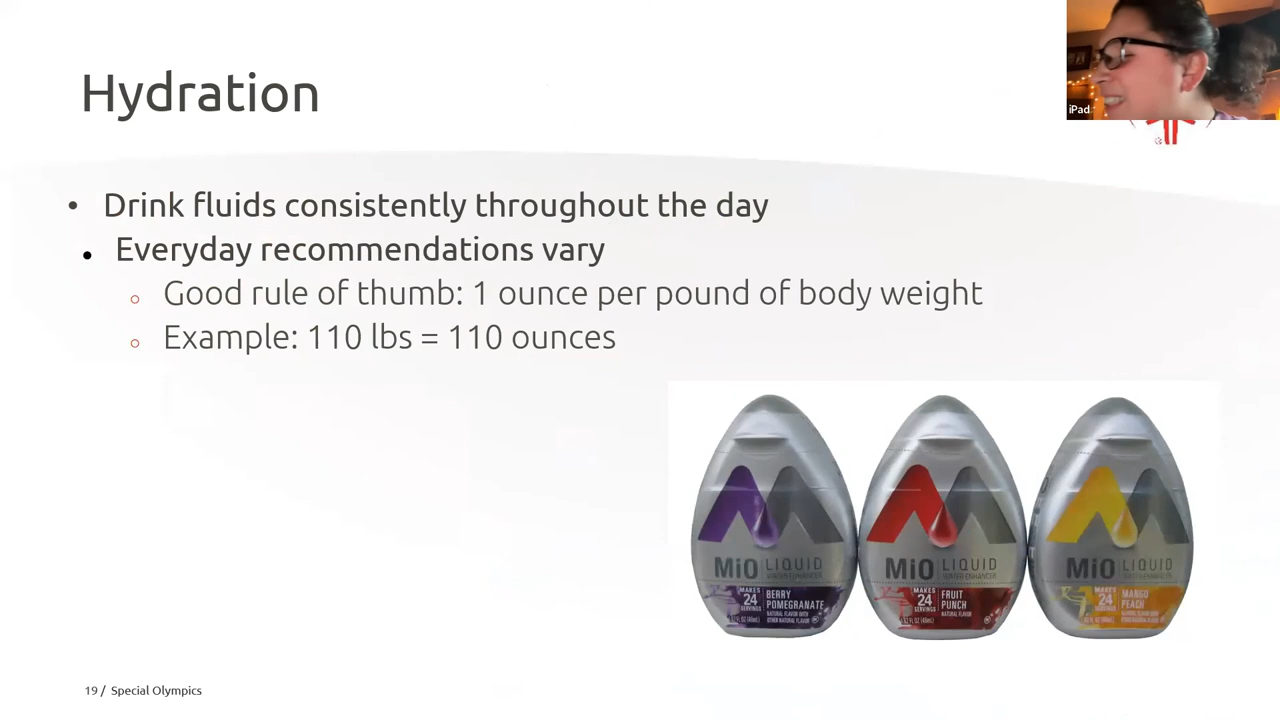 Hydration
iPad
• Drink fluids consistently throughout the day
• Everyday recommendations vary
○ Good rule of thumb: 1 ounce per pound of body weight
○ Example: 110 lbs = 110 ounces
MiO LIQUID
WATER ENHANCER
MAKES 24 SERVINGS
BERRY
POMEGRANATE
NATURAL FLAVOR WITH
OTHER NATURAL FLAVOR
MiO LIQUID
WATER ENHANCER
MAKES 24 SERVINGS
FRUIT
PUNCH
NATURAL FLAVOR
MiO LIQUID
WATER ENHANCER
MAKES 24 SERVINGS
MANGO
PEACH
19 / Special Olympics